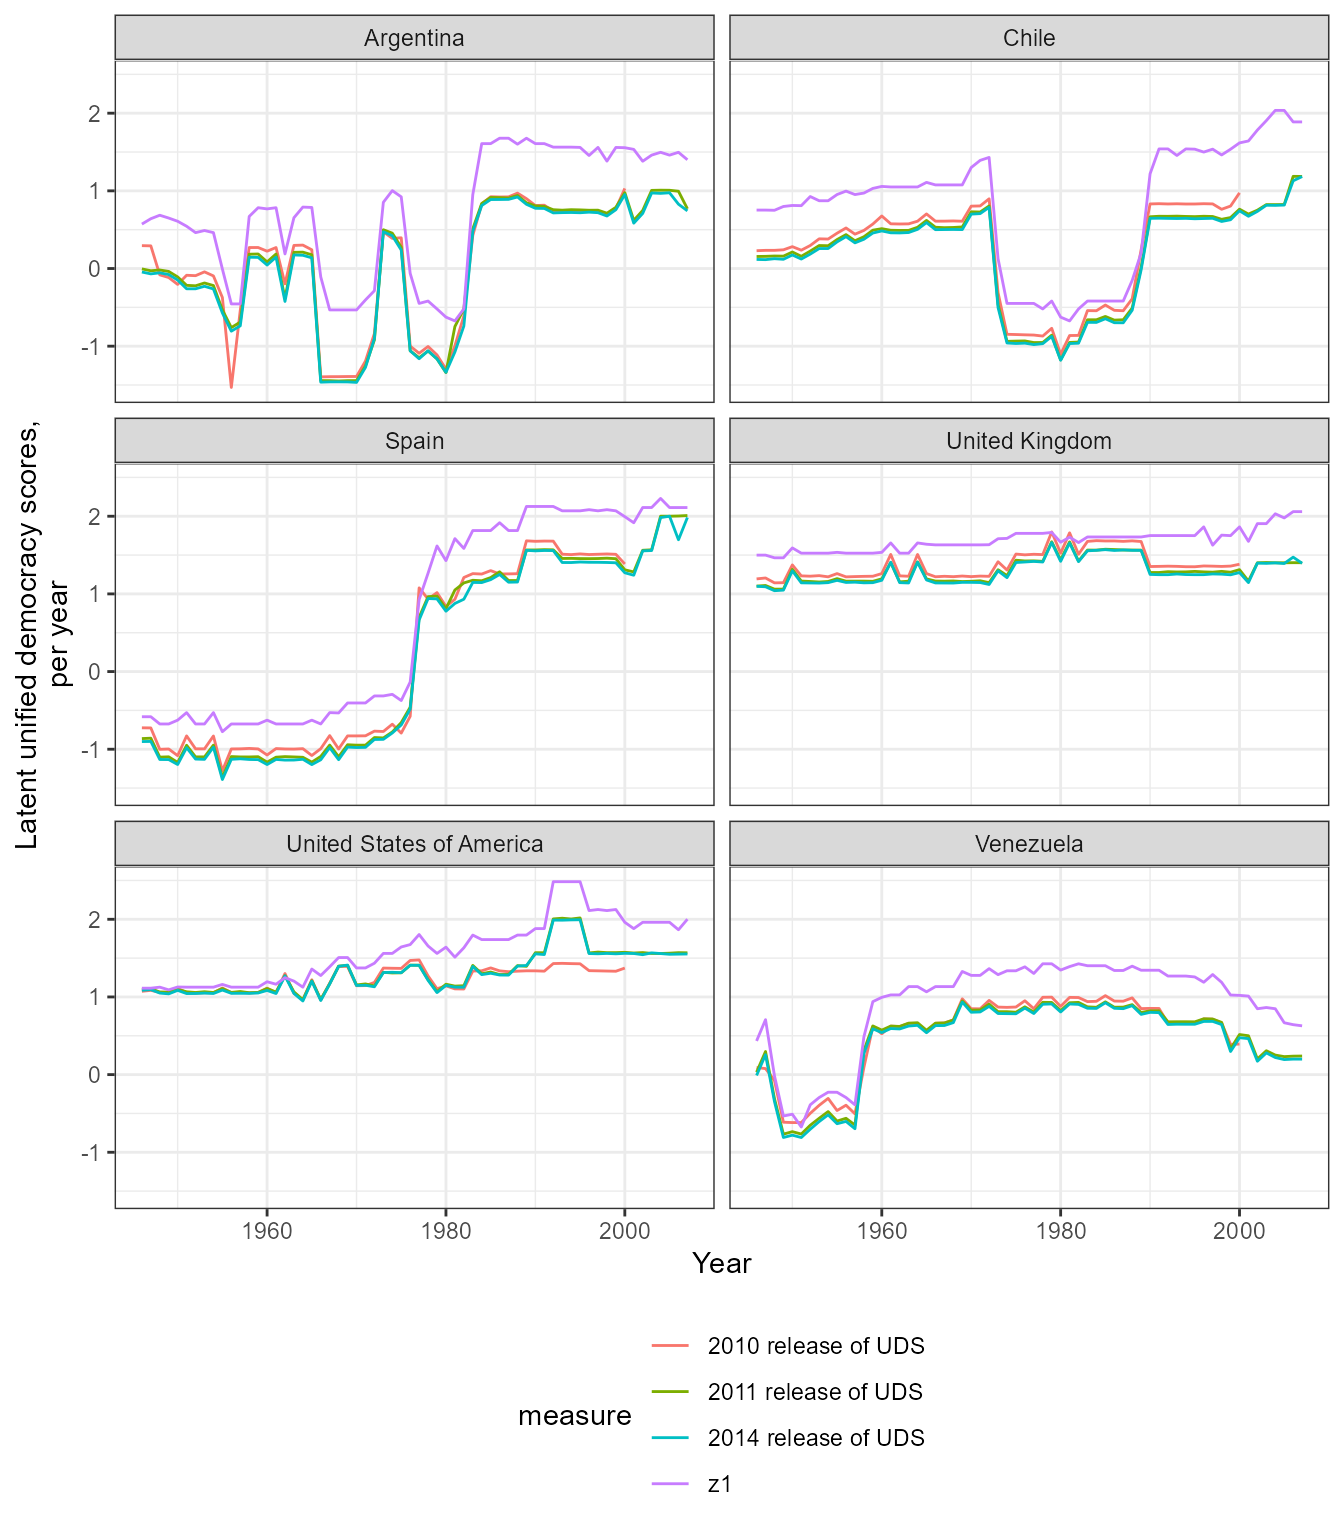 Argentina
Chile
2
1
0
-1
Spain
United Kingdom
2
1
0
-1
United States of America
Venezuela
2
1
0
-1
1960
1980
2000
1960
1980
2000
Latent unified democracy scores,
per year
Year
measure
2010 release of UDS
2011 release of UDS
2014 release of UDS
z1